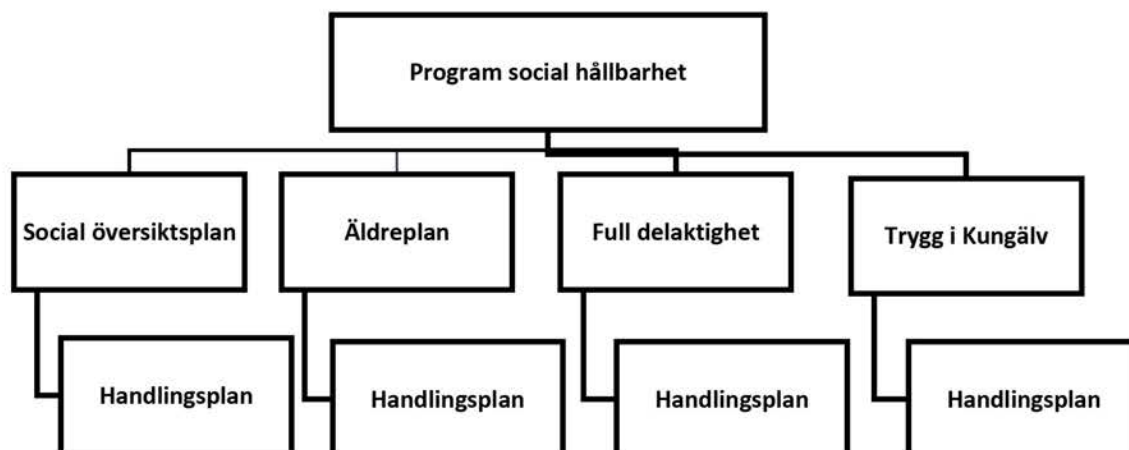 Program social hållbarhet
Social översiktsplan
Äldreplan
Full delaktighet
Trygg i Kungälv
Handlingsplan
Handlingsplan
Handlingsplan
Handlingsplan